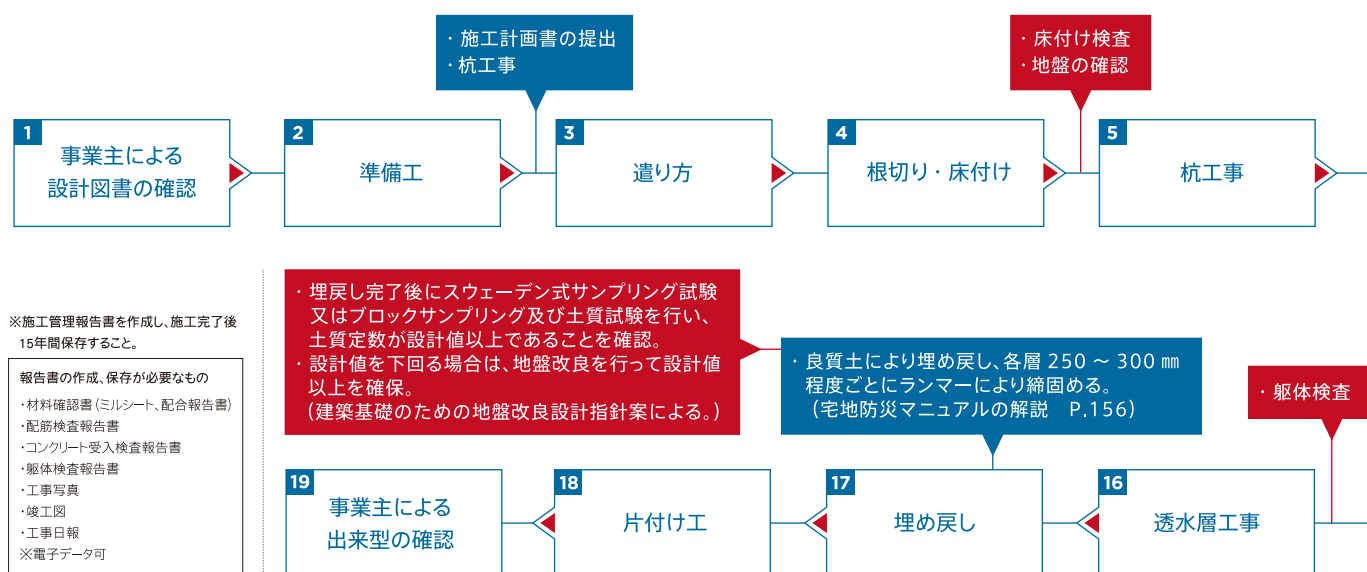 ・施工計画書の提出
・杭工事
・床付け検査
・地盤の確認
1
事業主による
設計図書の確認
2
準備工
3
遣り方
4
根切り・床付け
5
杭工事
※施工管理報告書を作成し、施工完了後
15年間保存すること。
報告書の作成、保存が必要なもの
・材料確認書(ミルシート、配合報告書)
・配筋検査報告書
・コンクリート受入検査報告書
・躯体検査報告書
・工事写真
・竣工図
・工事日報
※電子データ可
・埋戻し完了後にスウェーデン式サンプリング試験
又はブロックサンプリング及び土質試験を行い、
土質定数が設計値以上であることを確認。
・設計値を下回る場合は、地盤改良を行って設計値
以上を確保。
(建築基礎のための地盤改良設計指針案による。)
・良質土により埋め戻し、各層 250 ～ 300 ㎜
程度ごとにランマーにより締固める。
(宅地防災マニュアルの解説　P.156)
・躯体検査
19
事業主による
出来型の確認
18
片付け工
17
埋め戻し
16
透水層工事